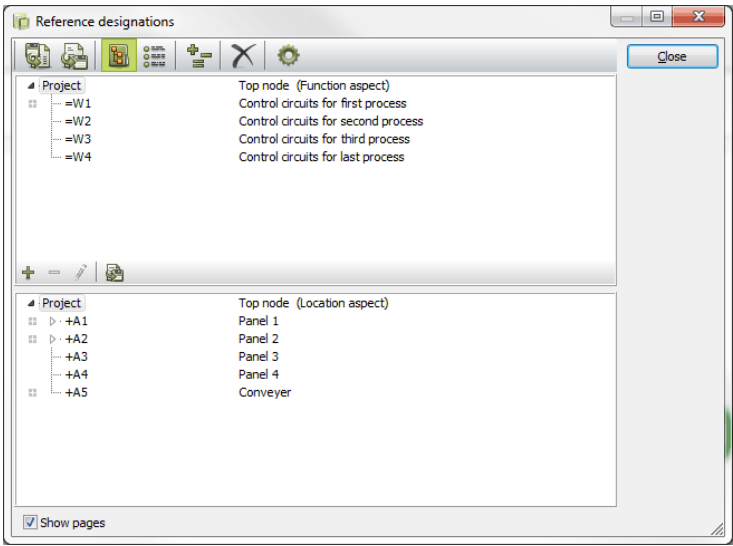 Reference designations
Close
Project Top node (Function aspect)
=W1 Control circuits for first process
=W2 Control circuits for second process
=W3 Control circuits for third process
=W4 Control circuits for last process
Project Top node (Location aspect)
+A1 Panel 1
+A2 Panel 2
+A3 Panel 3
+A4 Panel 4
+A5 Conveyer
Show pages